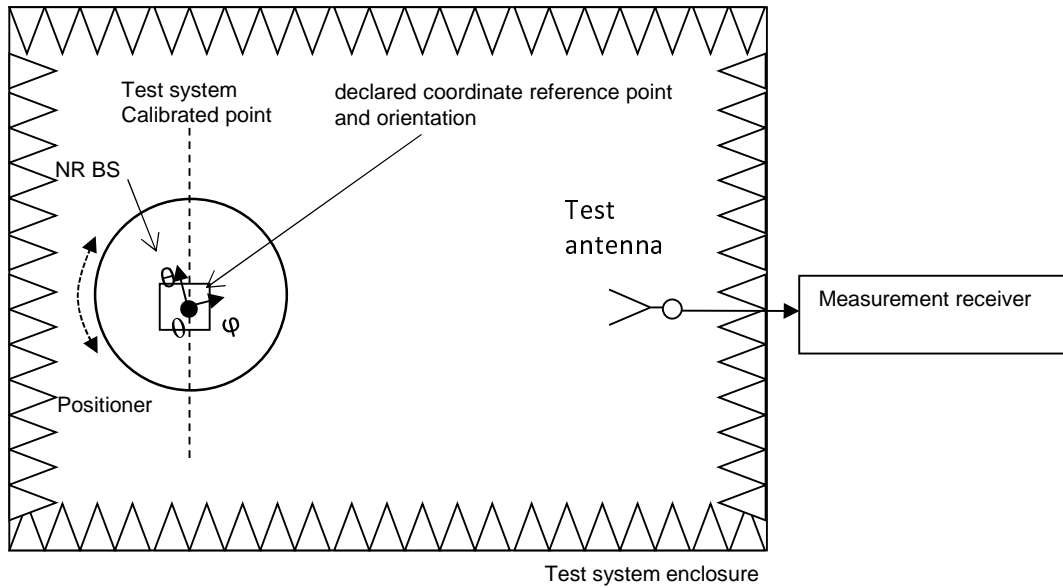 Test system
Calibrated point
declared coordinate reference point
and orientation
NR BS
Test
antenna
Measurement receiver
θ
0
φ
Positioner
Test system enclosure